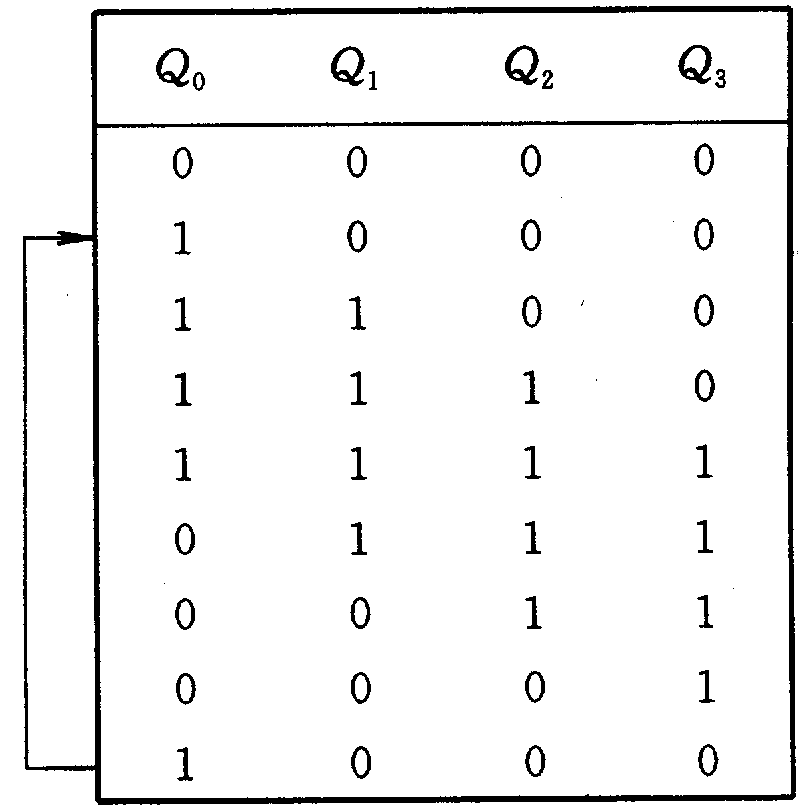 Q₀ Q₁ Q₂ Q₃
0 0 0 0
1 0 0 0
1 1 0 0
1 1 1 0
1 1 1 1
0 1 1 1
0 0 1 1
0 0 0 1
1 0 0 0